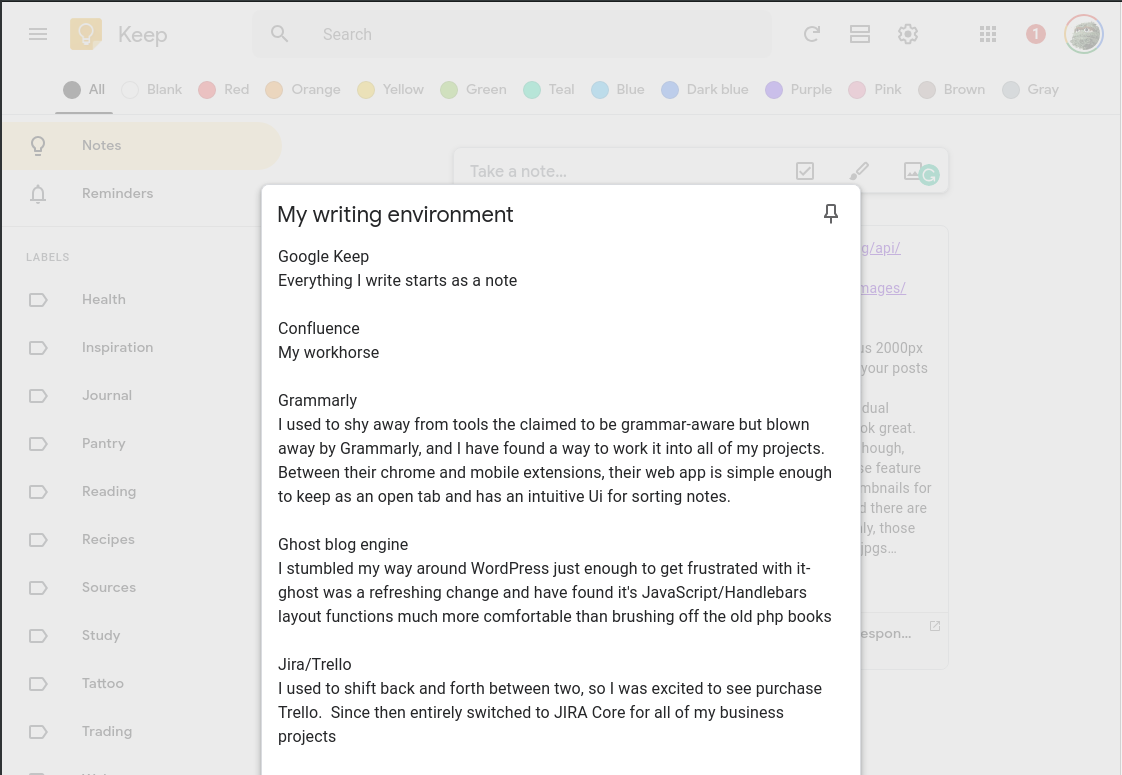 Keep
Search
1
All
Blank
Red
Orange
Yellow
Green
Teal
Blue
Dark blue
Purple
Pink
Brown
Gray
Notes
Reminders
LABELS
Health
Inspiration
Journal
Pantry
Reading
Recipes
Sources
Study
Tattoo
Trading
Take a note...
My writing environment
Google Keep
Everything I write starts as a note
Confluence
My workhorse
Grammarly
I used to shy away from tools the claimed to be grammar-aware but blown
away by Grammarly, and I have found a way to work it into all of my projects.
Between their chrome and mobile extensions, their web app is simple enough
to keep as an open tab and has an intuitive Ui for sorting notes.
Ghost blog engine
I stumbled my way around WordPress just enough to get frustrated with it-
ghost was a refreshing change and have found it's JavaScript/Handlebars
layout functions much more comfortable than brushing off the old php books
Jira/Trello
I used to shift back and forth between two, so I was excited to see purchase
Trello.  Since then entirely switched to JIRA Core for all of my business
projects
g/api/
mages/
us 2000px
your posts
dual
ok great.
hough,
se feature
mbnails for
d there are
ly, those
jpgs...
espon...